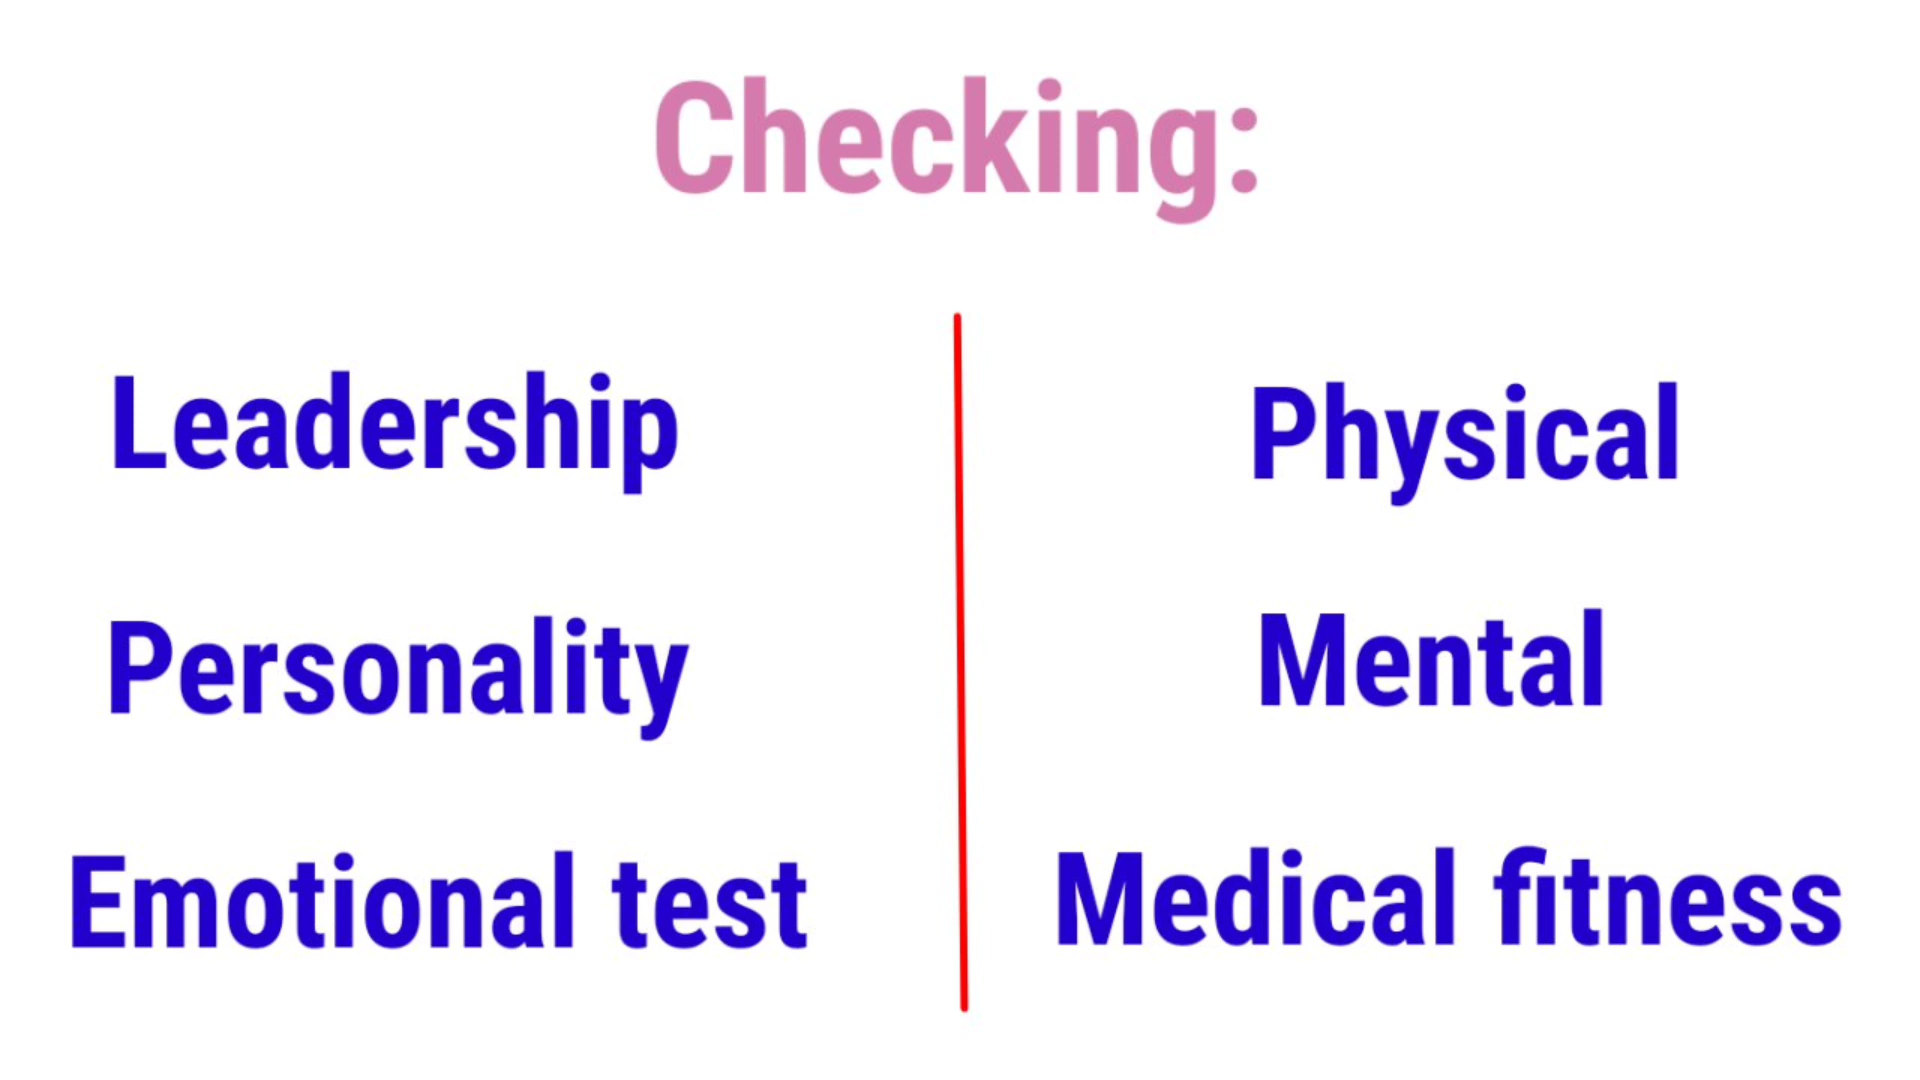 Checking:
Leadership
Personality
Emotional test
Physical
Mental
Medical fitness